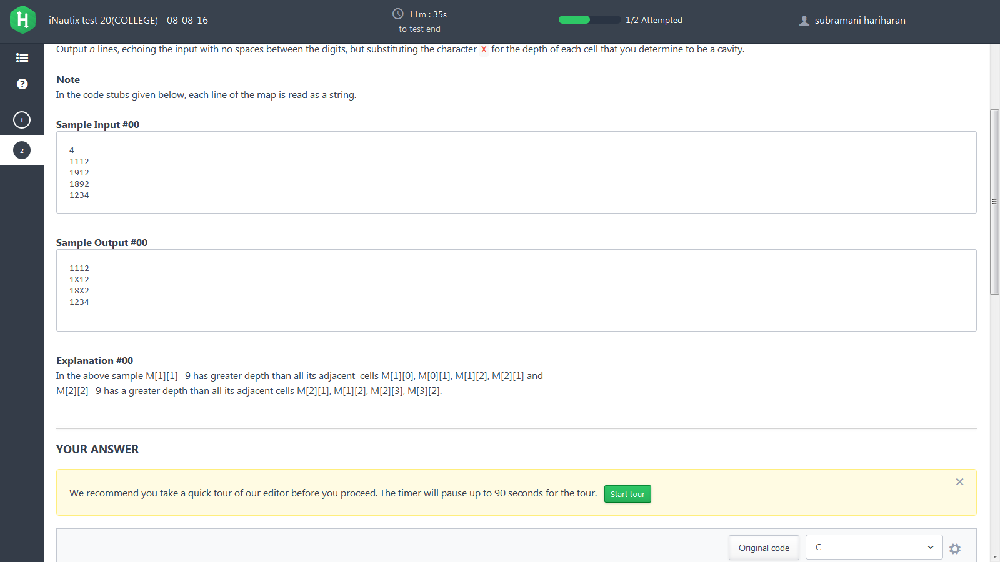 iNautix test 20(COLLEGE) - 08-08-16
11m : 35s
to test end
1/2 Attempted
subramani hariharan
Output n lines, echoing the input with no spaces between the digits, but substituting the character X for the depth of each cell that you determine to be a cavity.
Note
In the code stubs given below, each line of the map is read as a string.
1
2
Sample Input #00
4
1112
1912
1892
1234
Sample Output #00
1112
1X12
18X2
1234
Explanation #00
In the above sample M[1][1]=9 has greater depth than all its adjacent cells M[1][0], M[0][1], M[1][2], M[2][1] and
M[2][2]=9 has a greater depth than all its adjacent cells M[2][1], M[1][2], M[2][3], M[3][2].
YOUR ANSWER
We recommend you take a quick tour of our editor before you proceed. The timer will pause up to 90 seconds for the tour. Start tour
Original code
C